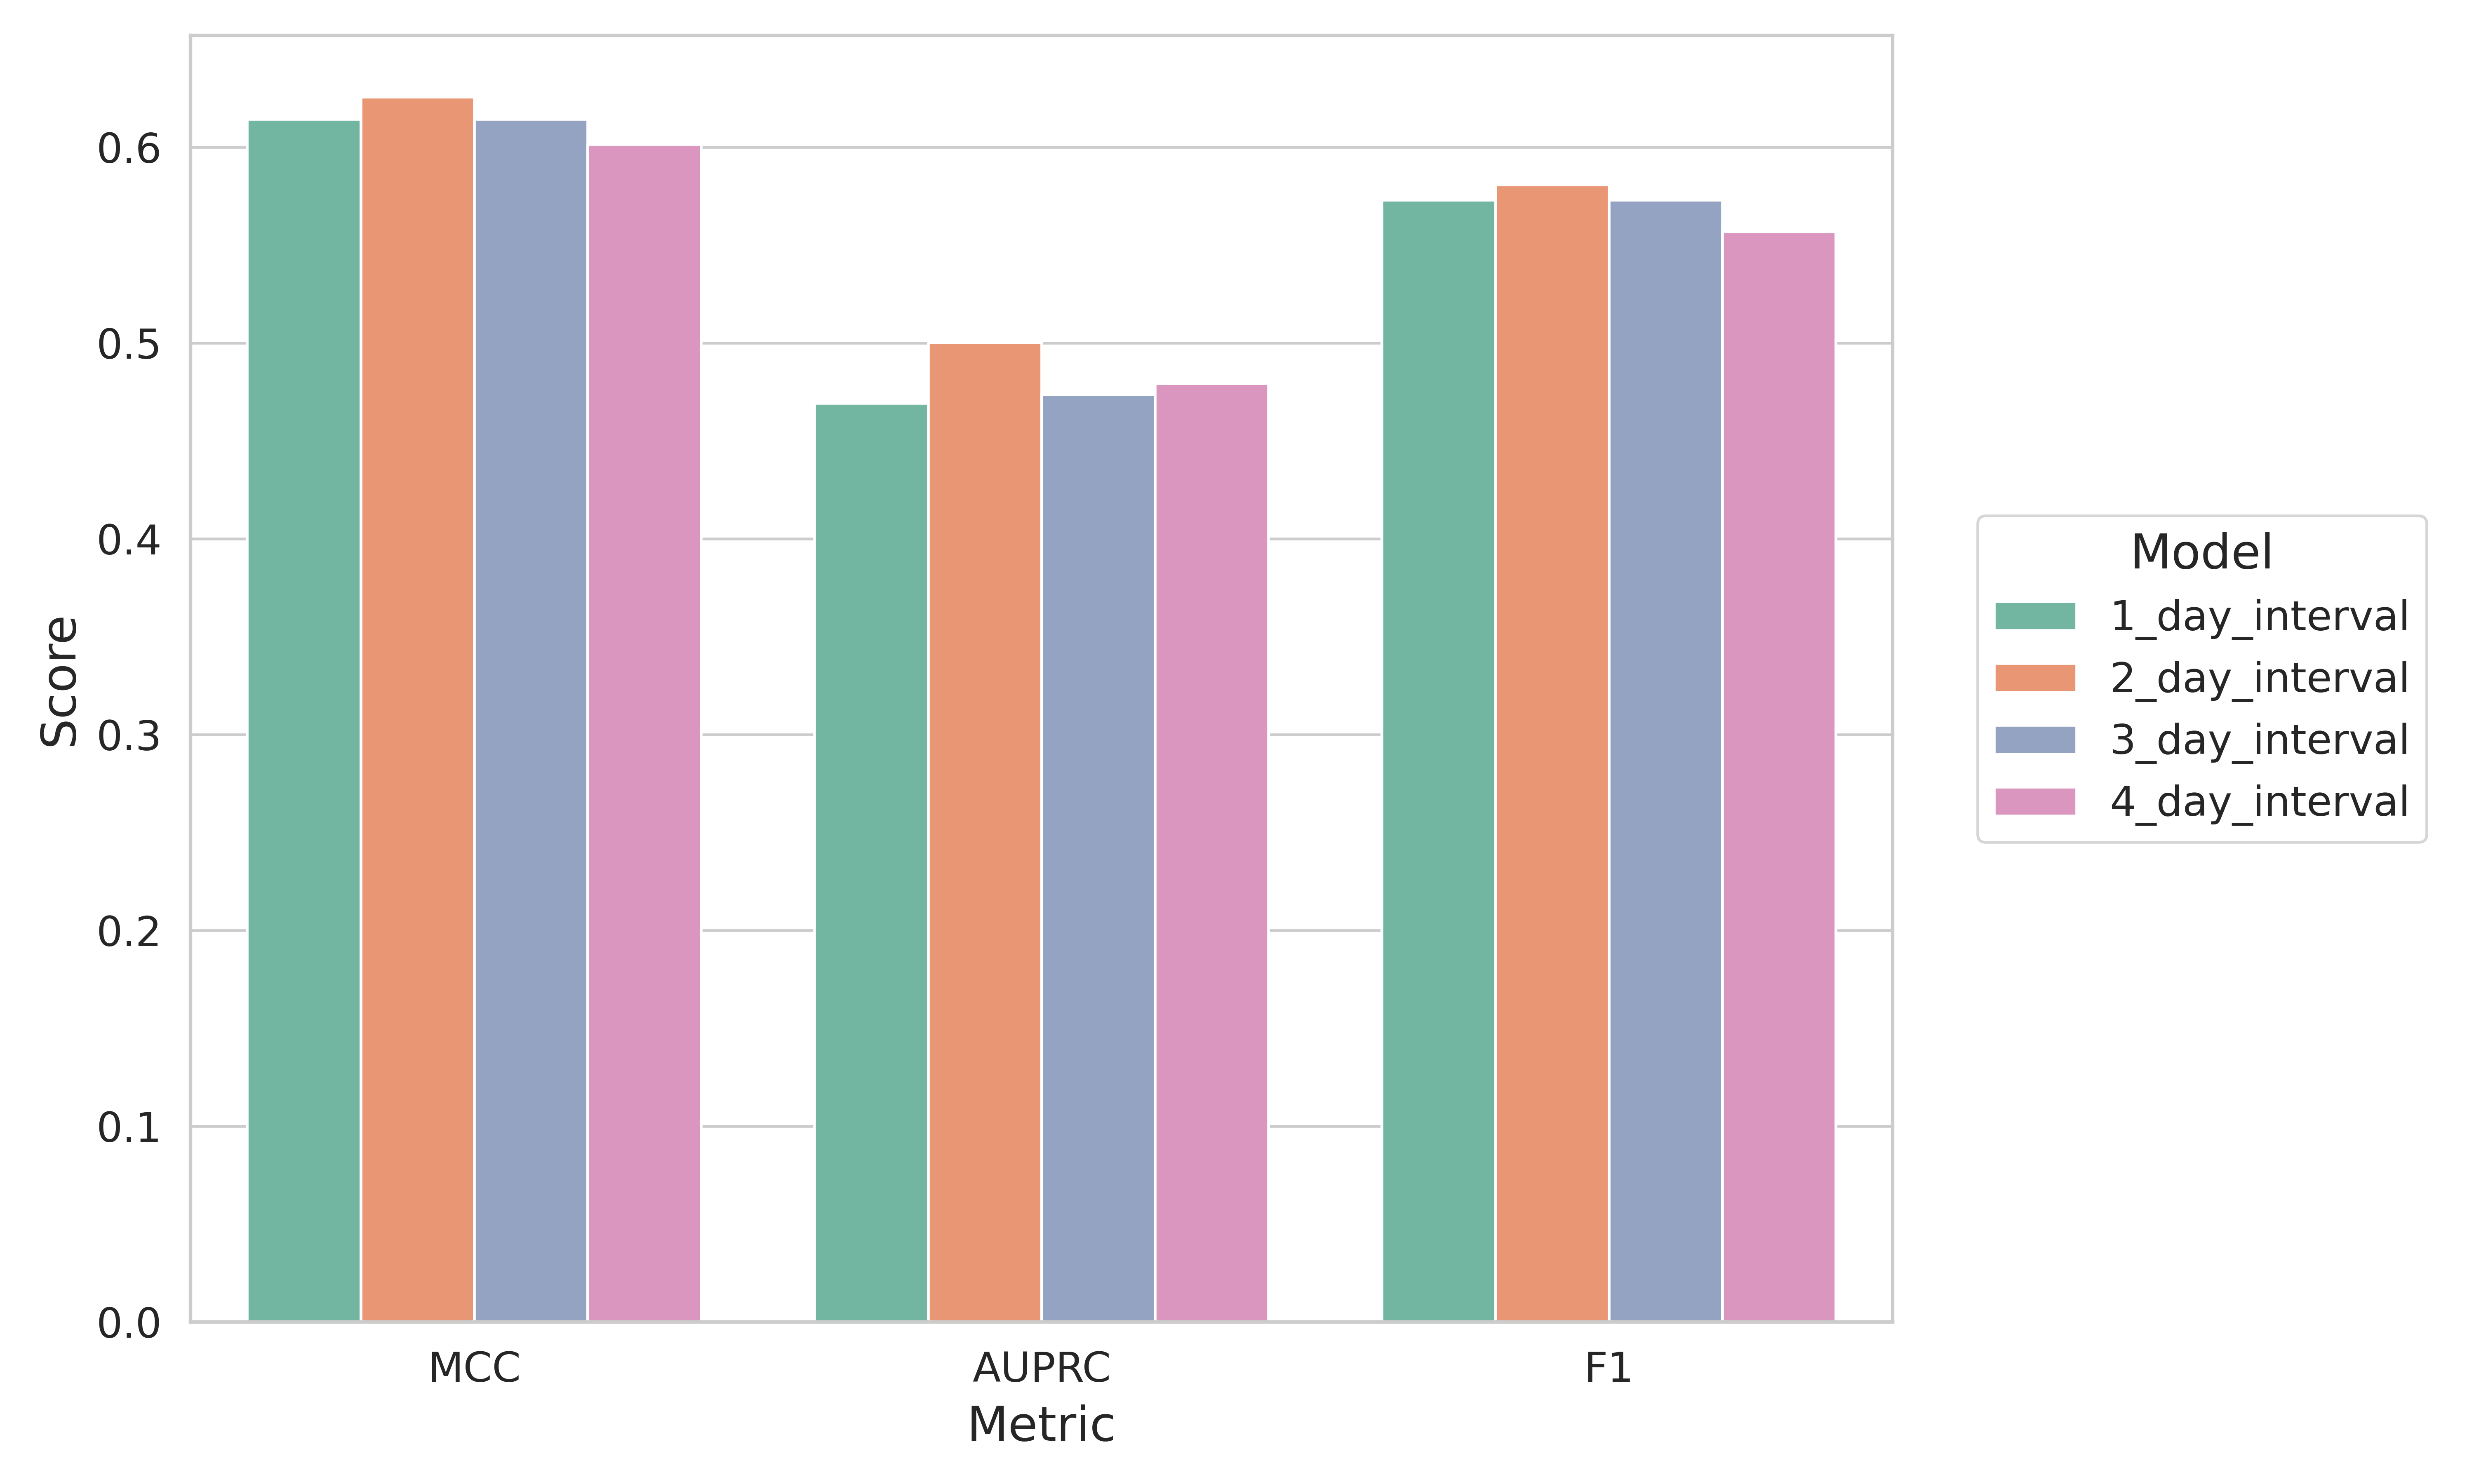 0.6
0.5
0.4
0.3
0.2
0.1
0.0
Score
MCC AUPRC F1
Metric
Model
1_day_interval
2_day_interval
3_day_interval
4_day_interval